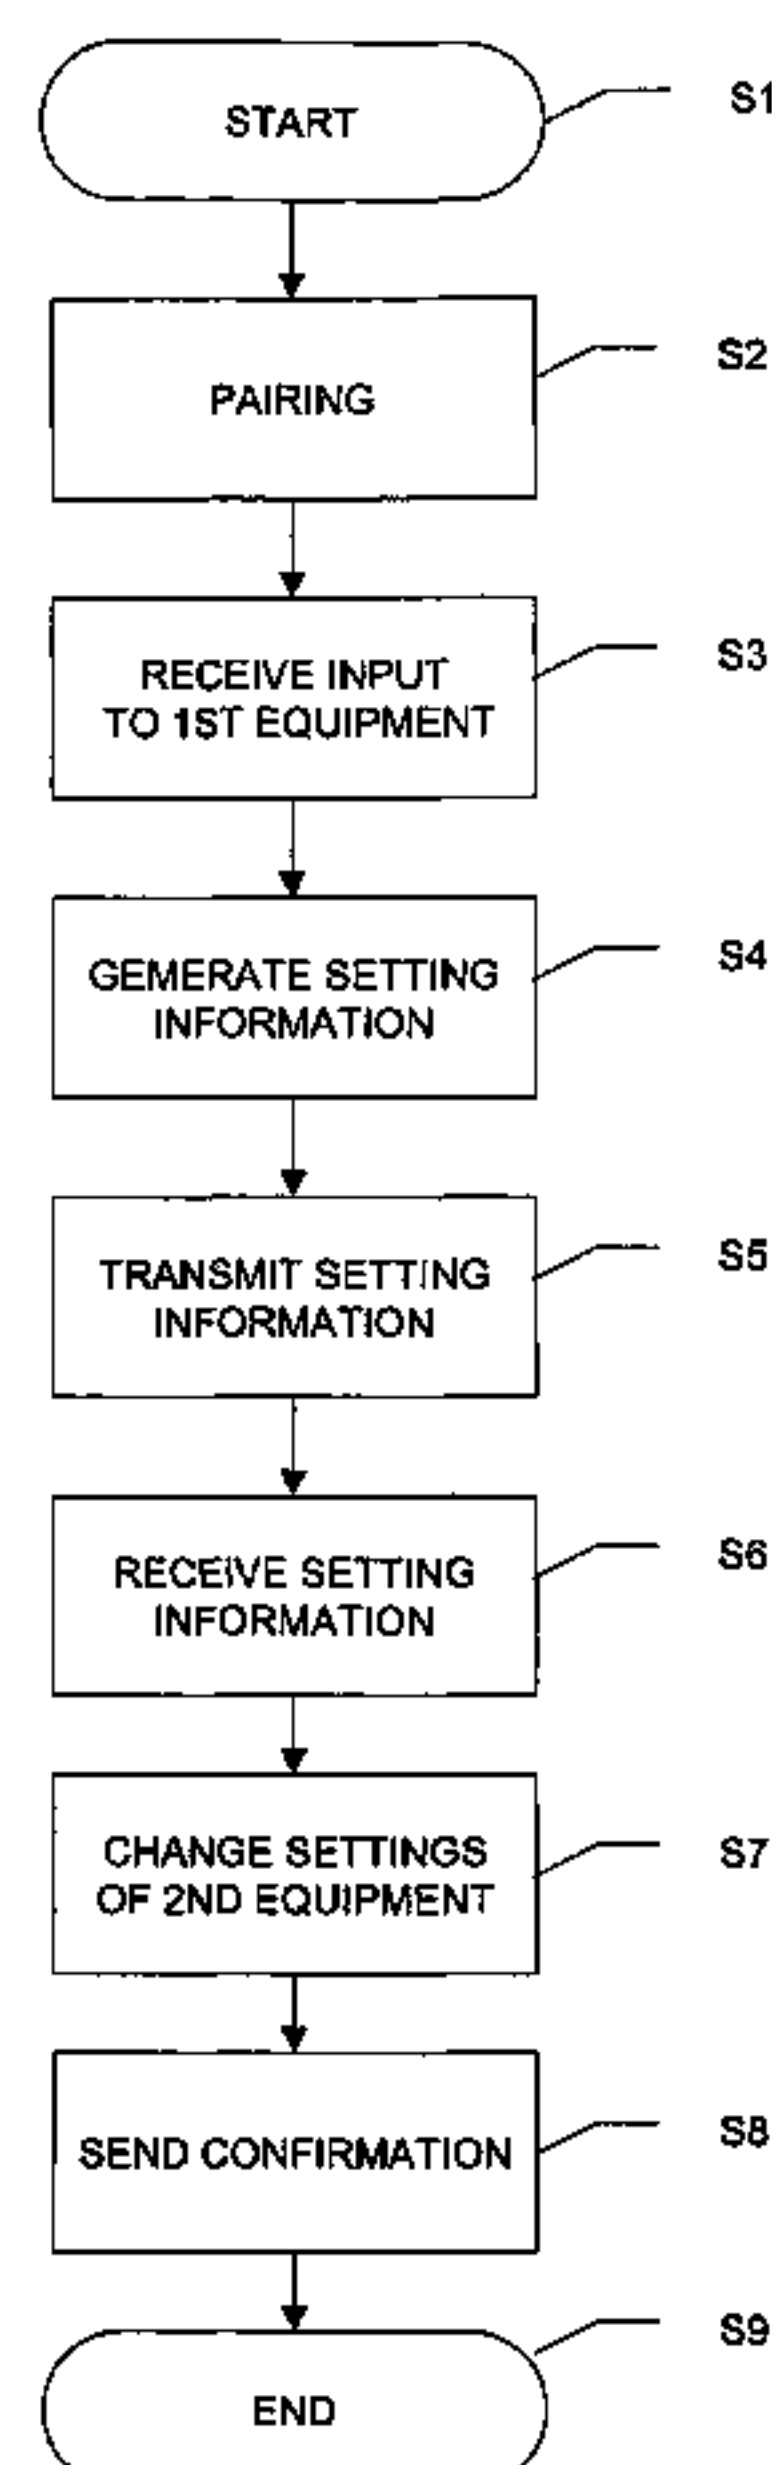 START
S1
PAIRING
S2
RECEIVE INPUT
TO 1ST EQUIPMENT
S3
GEMERATE SETTING
INFORMATION
S4
TRANSMIT SETTING
INFORMATION
S5
RECEIVE SETTING
INFORMATION
S6
CHANGE SETTINGS
OF 2ND EQUIPMENT
S7
SEND CONFIRMATION
S8
END
S9